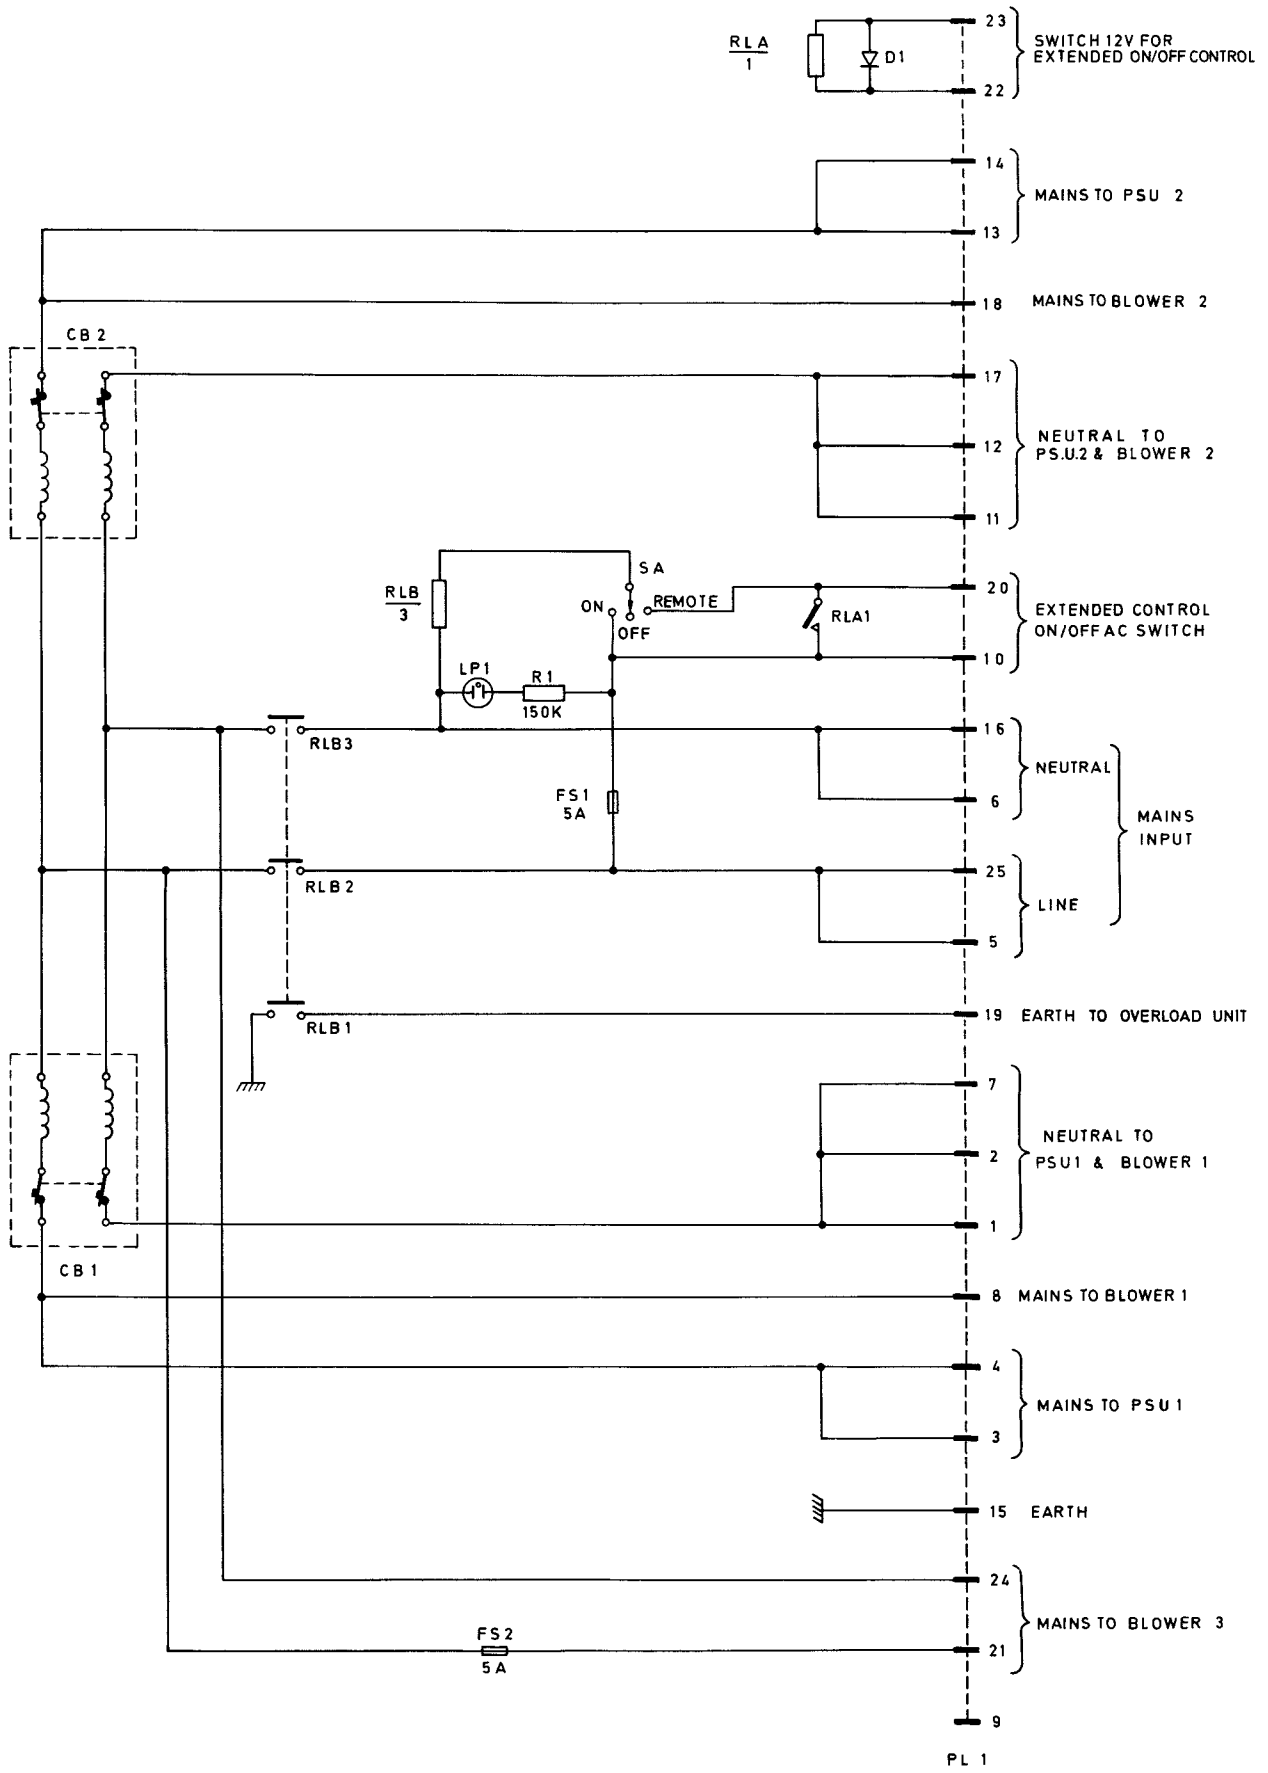 23
RLA
1
D1
SWITCH 12V FOR
EXTENDED ON/OFF CONTROL
22
14
MAINS TO PSU 2
13
18 MAINS TO BLOWER 2
CB2
17
12
NEUTRAL TO
P.S.U.2 & BLOWER 2
11
SA
RLB
3
ON
REMOTE
OFF
20
RLA1
EXTENDED CONTROL
ON/OFF AC SWITCH
10
LP1
R1
150K
RLB3
16
NEUTRAL
6
FS1
5A
MAINS
INPUT
RLB2
25
LINE
5
RLB1
19 EARTH TO OVERLOAD UNIT
7
2
NEUTRAL TO
PSU1 & BLOWER 1
1
CB1
8 MAINS TO BLOWER 1
4
MAINS TO PSU 1
3
15 EARTH
24
MAINS TO BLOWER 3
FS2
5A
21
9
PL 1